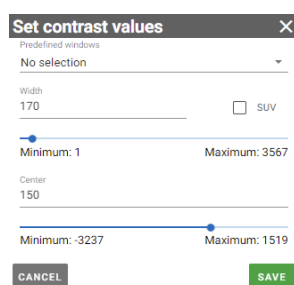 Set contrast values
Predefined windows
No selection
Width
170
SUV
Minimum: 1 Maximum: 3567
Center
150
Minimum: -3237 Maximum: 1519
CANCEL SAVE